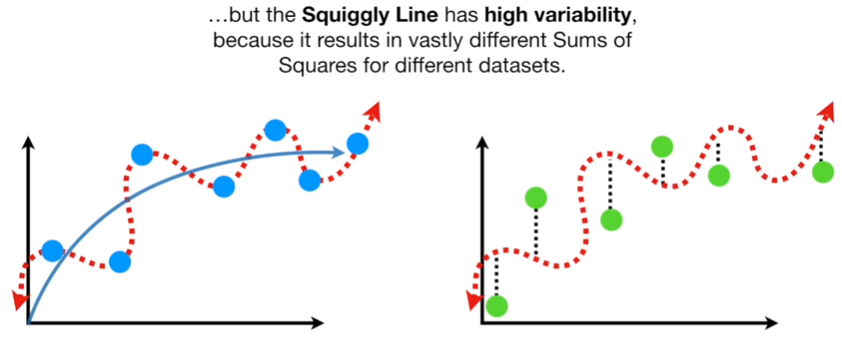 …but the Squiggly Line has high variability,
because it results in vastly different Sums of
Squares for different datasets.